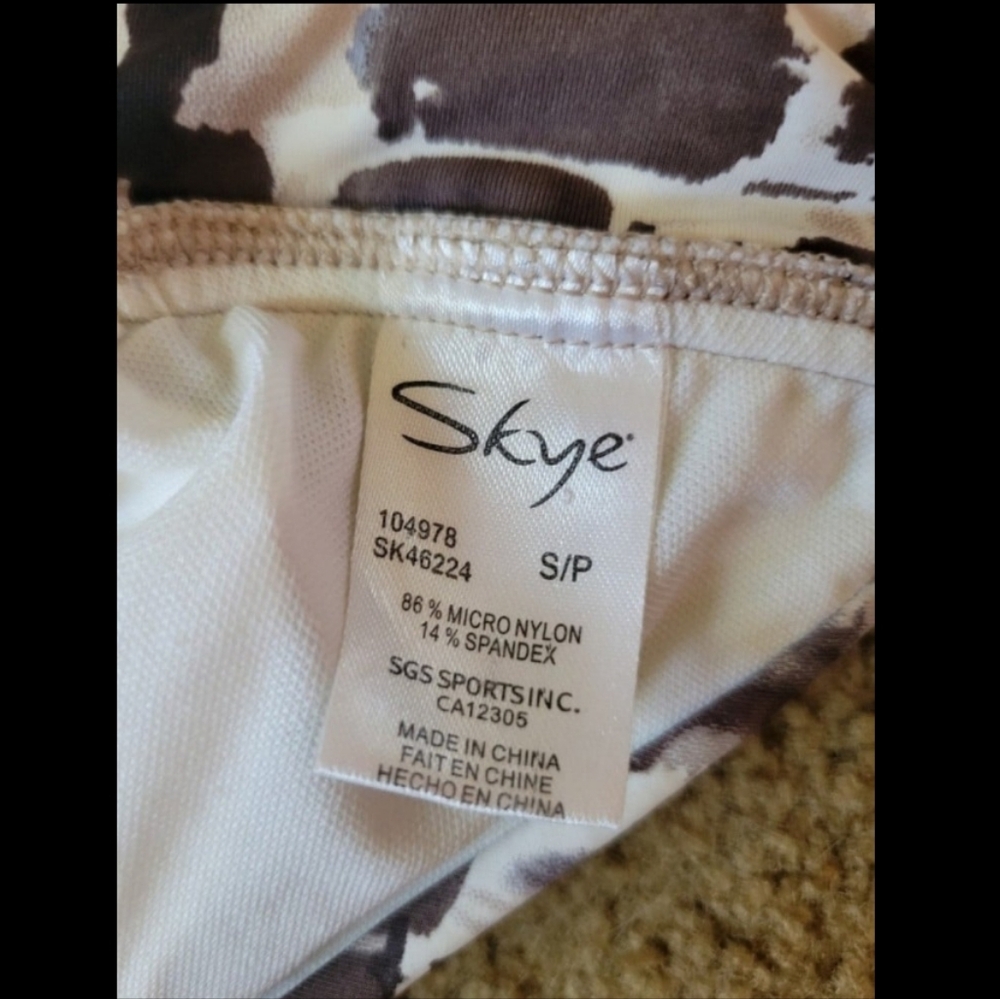 Skye
104978
SK46224 S/P
86 % MICRO NYLON
14 % SPANDEX
SGS SPORTS INC.
CA12305
MADE IN CHINA
FAIT EN CHINE
HECHO EN CHINA